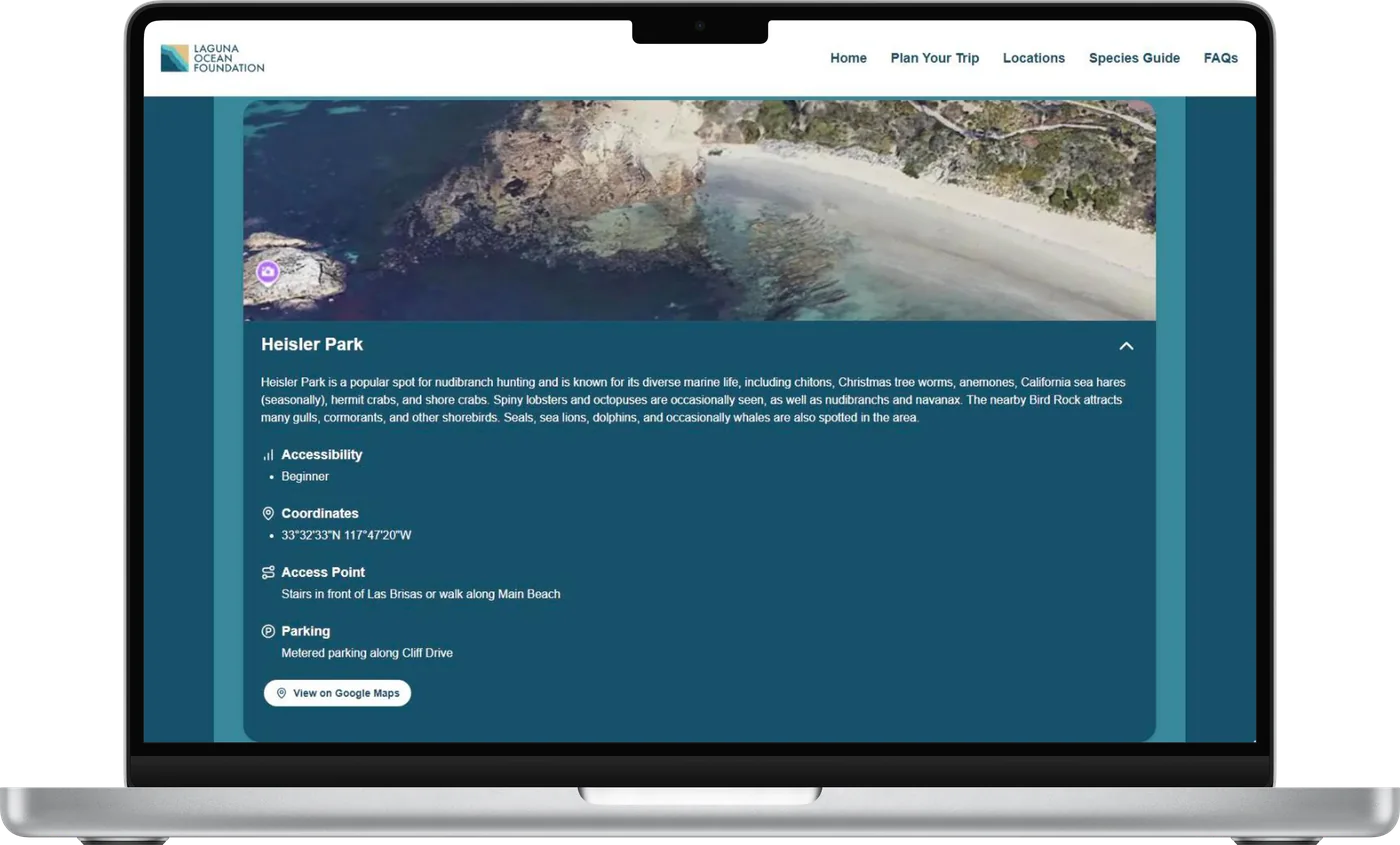 LAGUNA
OCEAN
FOUNDATION
Home Plan Your Trip Locations Species Guide FAQs
Heisler Park
Heisler Park is a popular spot for nudibranch hunting and is known for its diverse marine life, including chitons, Christmas tree worms, anemones, California sea hares
(seasonally), hermit crabs, and shore crabs. Spiny lobsters and octopuses are occasionally seen, as well as nudibranchs and navanax. The nearby Bird Rock attracts
many gulls, cormorants, and other shorebirds. Seals, sea lions, dolphins, and occasionally whales are also spotted in the area.
Accessibility
• Beginner
Coordinates
• 33°32'33"N 117°47'20"W
Access Point
Stairs in front of Las Brisas or walk along Main Beach
P Parking
Metered parking along Cliff Drive
View on Google Maps